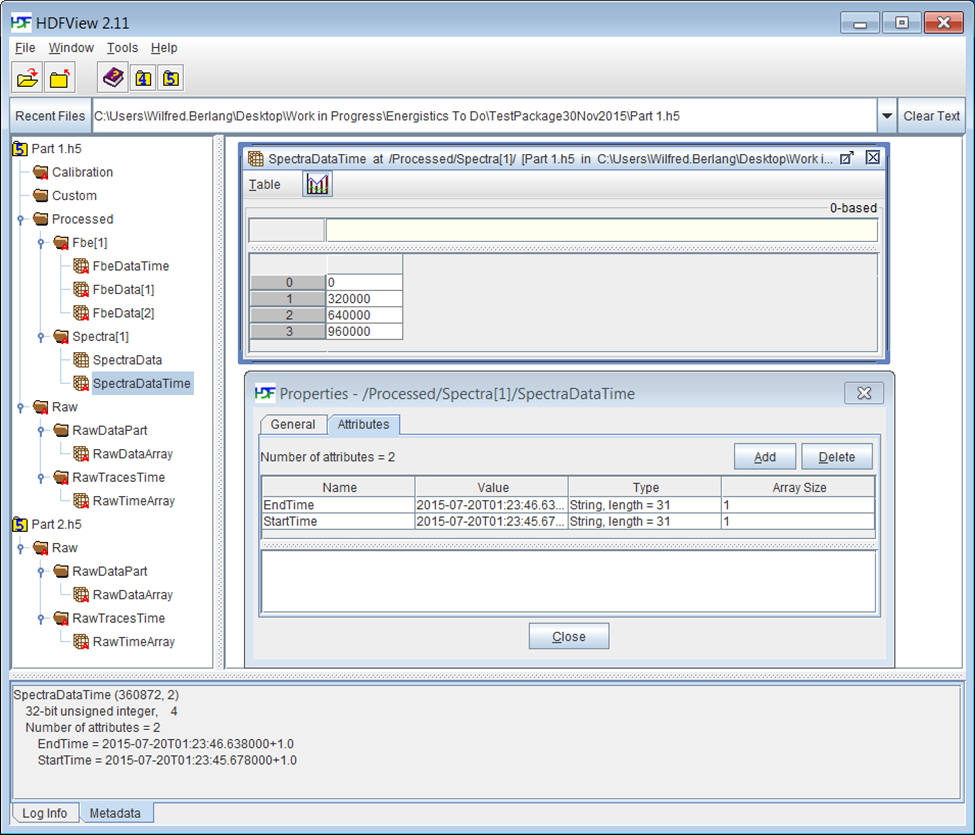 HDF HDFView 2.11
File Window Tools Help
4 5
Recent Files C:\Users\Wilfred.Berlang\Desktop\Work in Progress\Energistics To Do\TestPackage30Nov2015\Part 1.h5 Clear Text
5 Part 1.h5
Calibration
Custom
Processed
Fbe[1]
FbeDataTime
FbeData[1]
FbeData[2]
Spectra[1]
SpectraData
SpectraDataTime
Raw
RawDataPart
RawDataArray
RawTracesTime
RawTimeArray
5 Part 2.h5
Raw
RawDataPart
RawDataArray
RawTracesTime
RawTimeArray
SpectraDataTime at /Processed/Spectra[1]/ [Part 1.h5 in C:\Users\Wilfred.Berlang\Desktop\Work i...
Table
0-based
0 0
1 320000
2 640000
3 960000
HDF Properties - /Processed/Spectra[1]/SpectraDataTime
General Attributes
Number of attributes = 2 Add Delete
Name Value Type Array Size
EndTime 2015-07-20T01:23:46.63... String, length = 31 1
StartTime 2015-07-20T01:23:45.67... String, length = 31 1
Close
SpectraDataTime (360872, 2)
32-bit unsigned integer, 4
Number of attributes = 2
EndTime = 2015-07-20T01:23:46.638000+1.0
StartTime = 2015-07-20T01:23:45.678000+1.0
Log Info Metadata